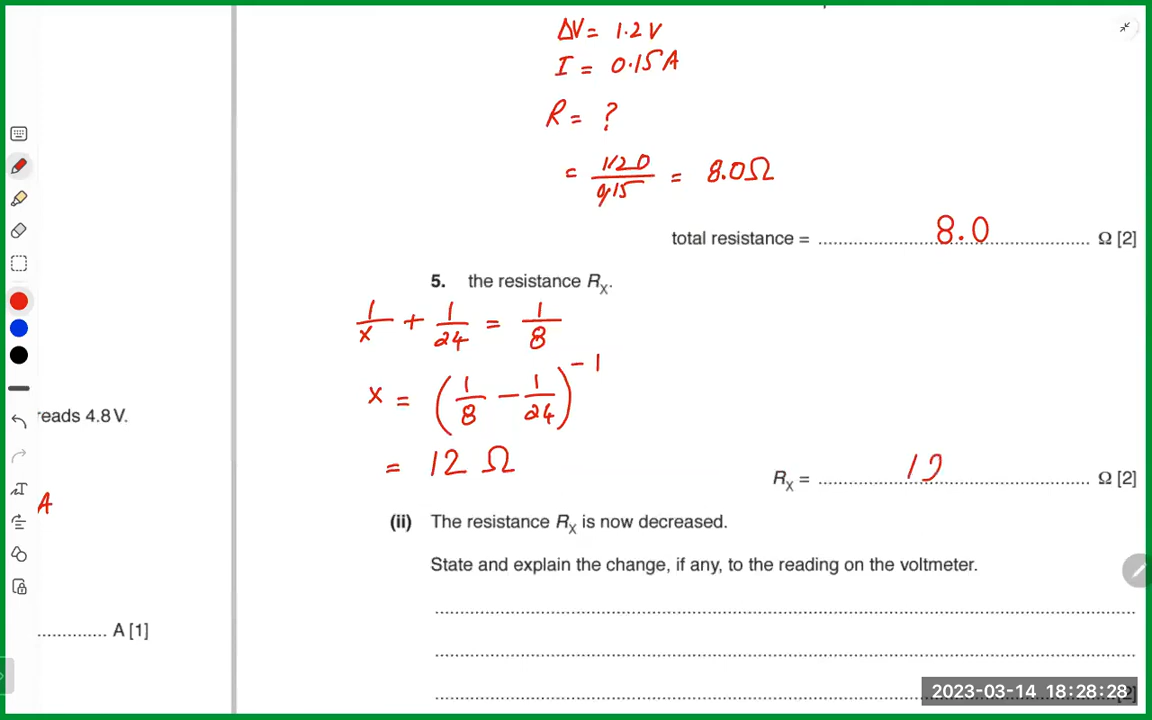 ΔV = 1.2 V
I = 0.15 A
R = ?
= 1.20/0.15 = 8.0 Ω
total resistance = ........ 8.0 ........ Ω [2]
5. the resistance RX.
1/x + 1/24 = 1/8
x = (1/8 − 1/24)^−1
= 12 Ω
reads 4.8 V.
RX = ........ 12 ........ Ω [2]
A
(ii) The resistance RX is now decreased.
State and explain the change, if any, to the reading on the voltmeter.
............ A [1]
2023-03-14 18:28:28